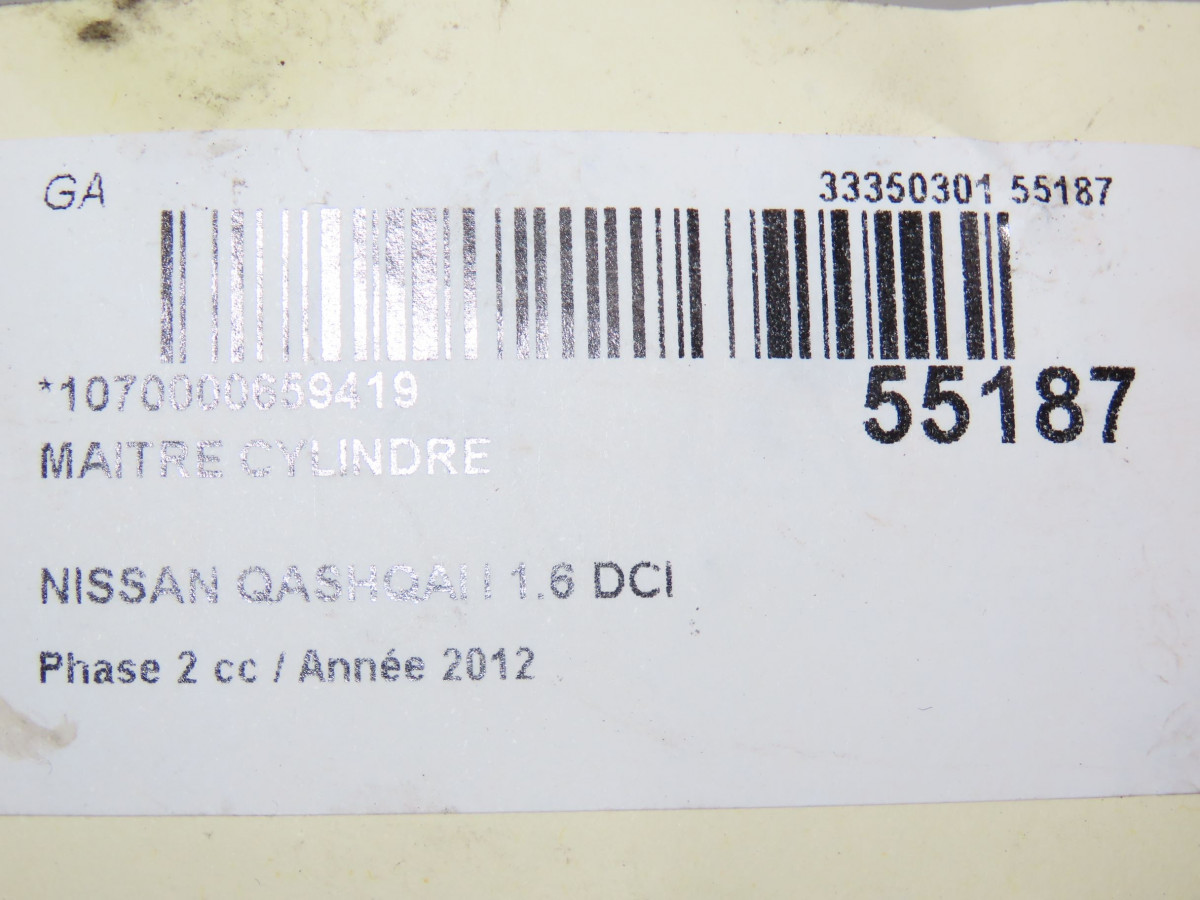 GA
33350301 55187
*1070000659419
55187
MAITRE CYLINDRE
NISSAN QASHQAI I 1.6 DCI
Phase 2 cc / Année 2012